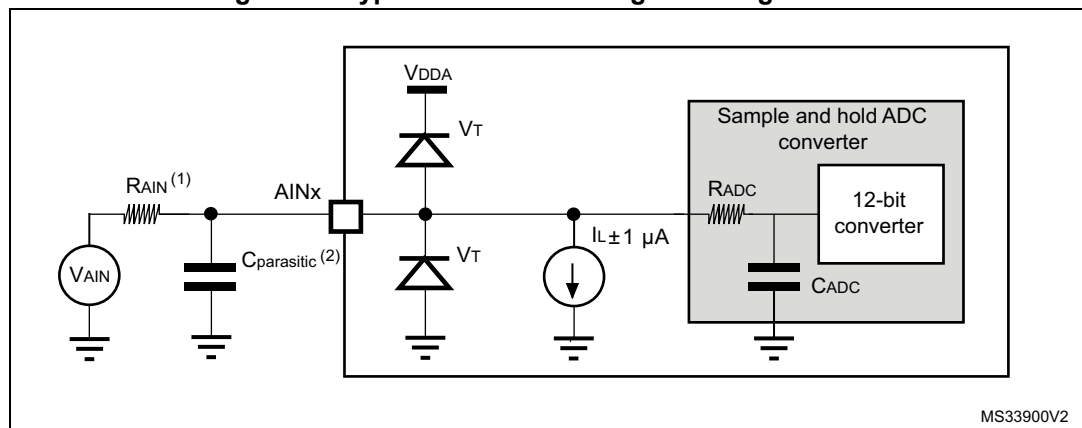 VDDA
Sample and hold ADC
converter
VT
RAIN (1)
AINx
RADC
12-bit
converter
IL±1 µA
VAIN
Cparasitic (2)
VT
CADC
MS33900V2